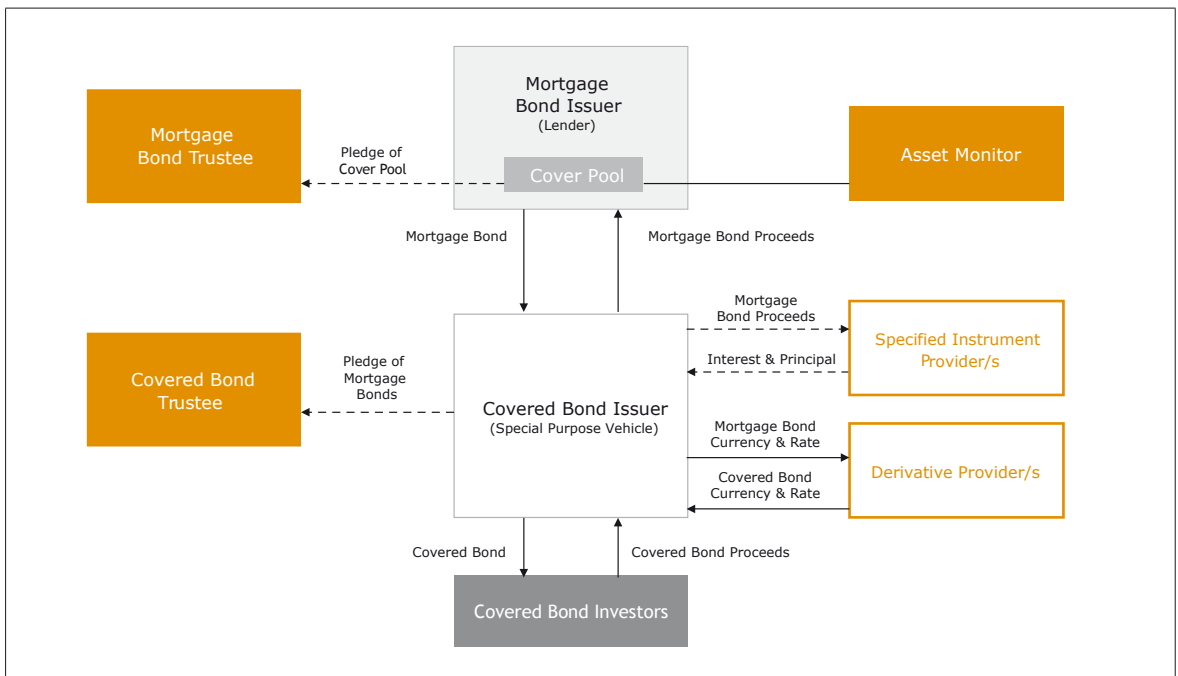 Mortgage
Bond Issuer
(Lender)
Cover Pool
Mortgage
Bond Trustee
Pledge of
Cover Pool
Asset Monitor
Mortgage Bond
Mortgage Bond Proceeds
Mortgage
Bond Proceeds
Interest & Principal
Specified Instrument
Provider/s
Covered Bond
Trustee
Pledge of
Mortgage
Bonds
Covered Bond Issuer
(Special Purpose Vehicle)
Mortgage Bond
Currency & Rate
Covered Bond
Currency & Rate
Derivative Provider/s
Covered Bond
Covered Bond Proceeds
Covered Bond Investors